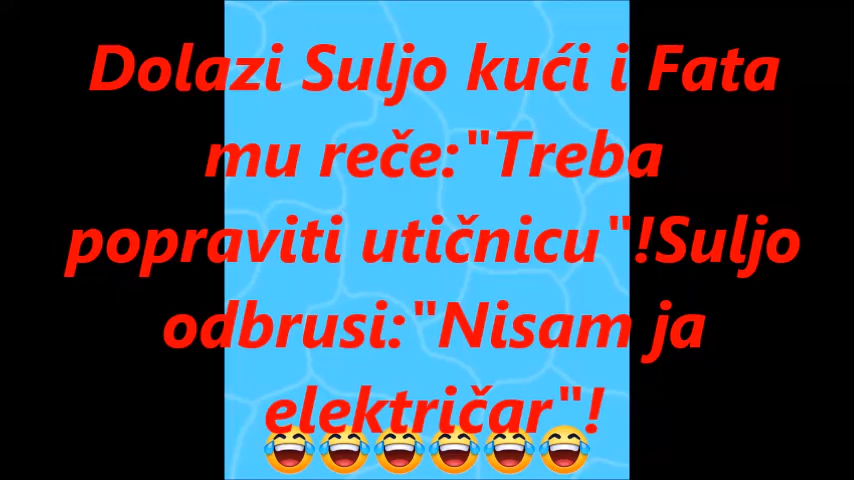 Dolazi Suljo kući i Fata
mu reče:"Treba
popraviti utičnicu"!Suljo
odbrusi:"Nisam ja
električar"!